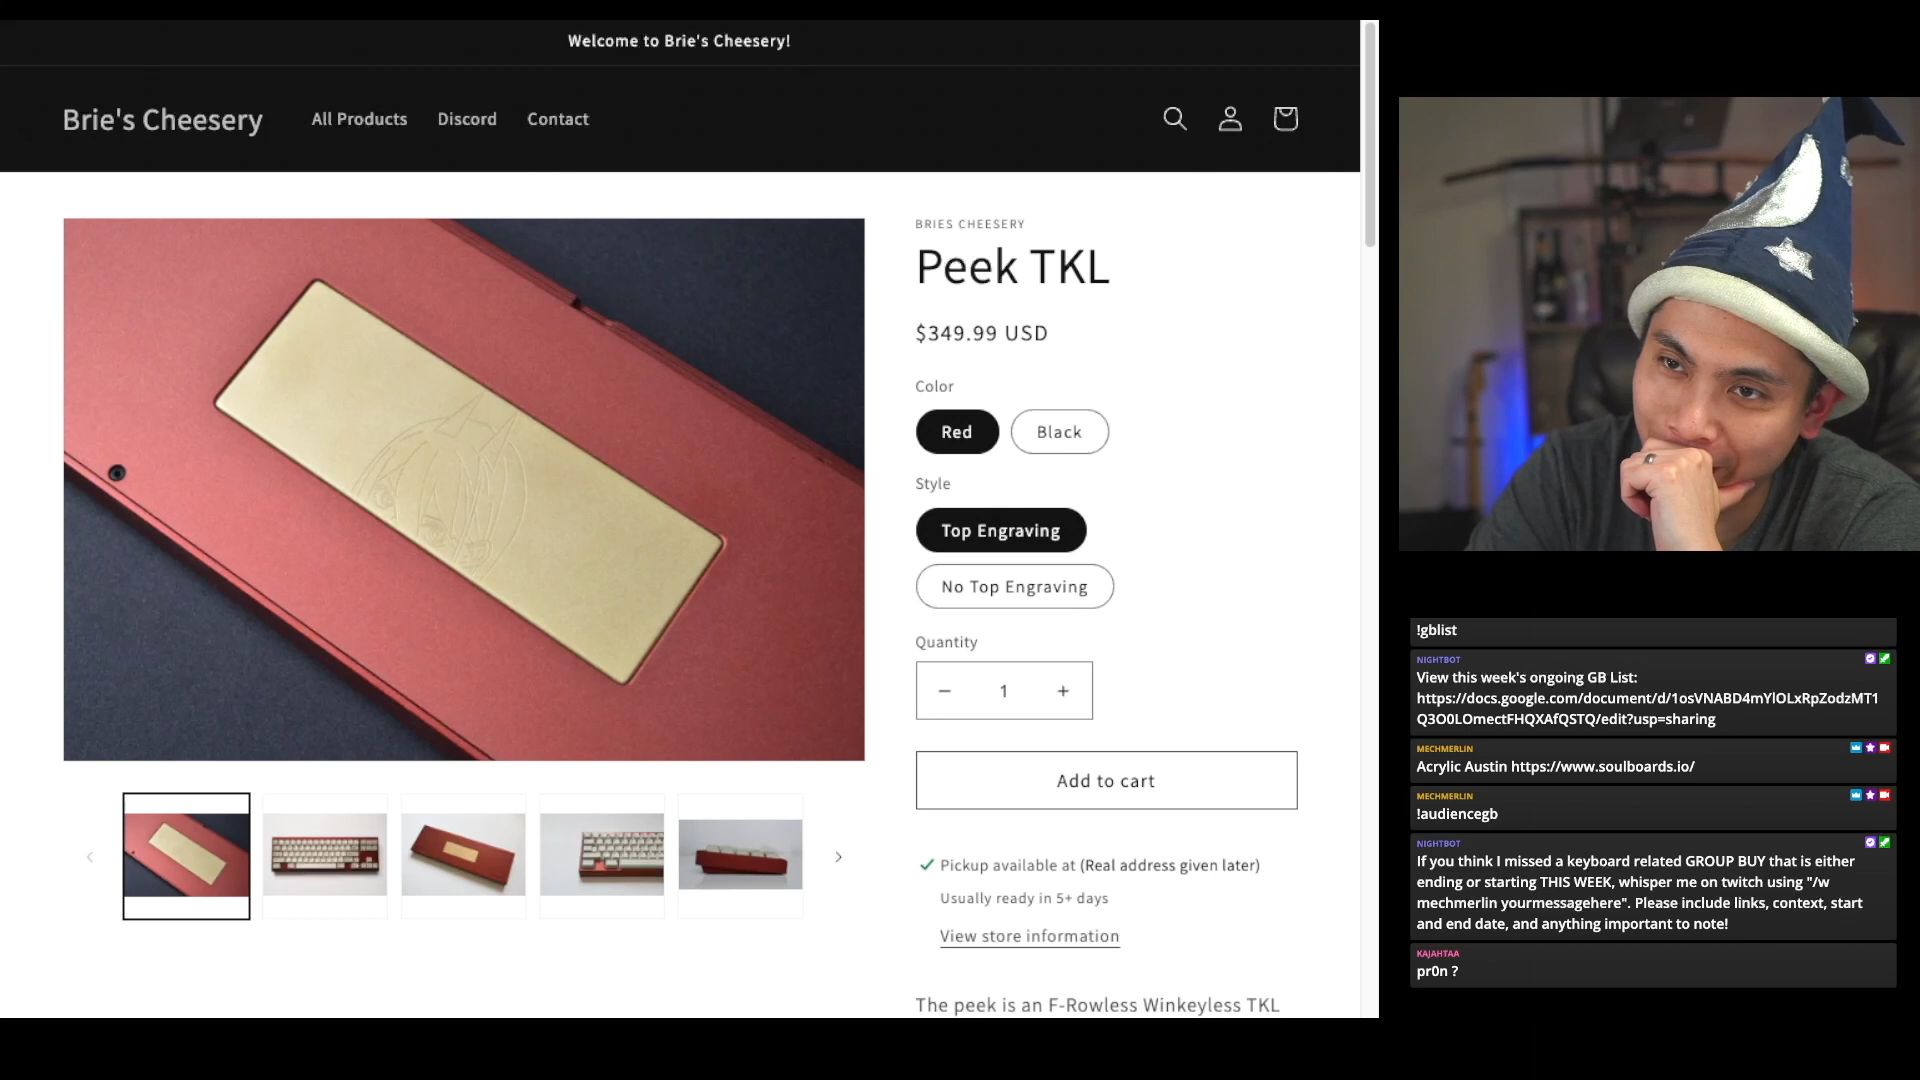 Welcome to Brie's Cheesery!
Brie's Cheesery
All Products
Discord
Contact
BRIES CHEESERY
Peek TKL
$349.99 USD
Color
Red
Black
Style
Top Engraving
No Top Engraving
Quantity
− 1 +
Add to cart
Pickup available at (Real address given later)
Usually ready in 5+ days
View store information
The peek is an F-Rowless Winkeyless TKL
!gblist
NIGHTBOT
View this week's ongoing GB List:
https://docs.google.com/document/d/1osVNABD4mYlOLxRpZodzMT1
Q3O0LOmectFHQXAfQSTQ/edit?usp=sharing
MECHMERLIN
Acrylic Austin https://www.soulboards.io/
MECHMERLIN
!audiencegb
NIGHTBOT
If you think I missed a keyboard related GROUP BUY that is either
ending or starting THIS WEEK, whisper me on twitch using "/w
mechmerlin yourmessagehere". Please include links, context, start
and end date, and anything important to note!
KAJAHTAA
pr0n ?